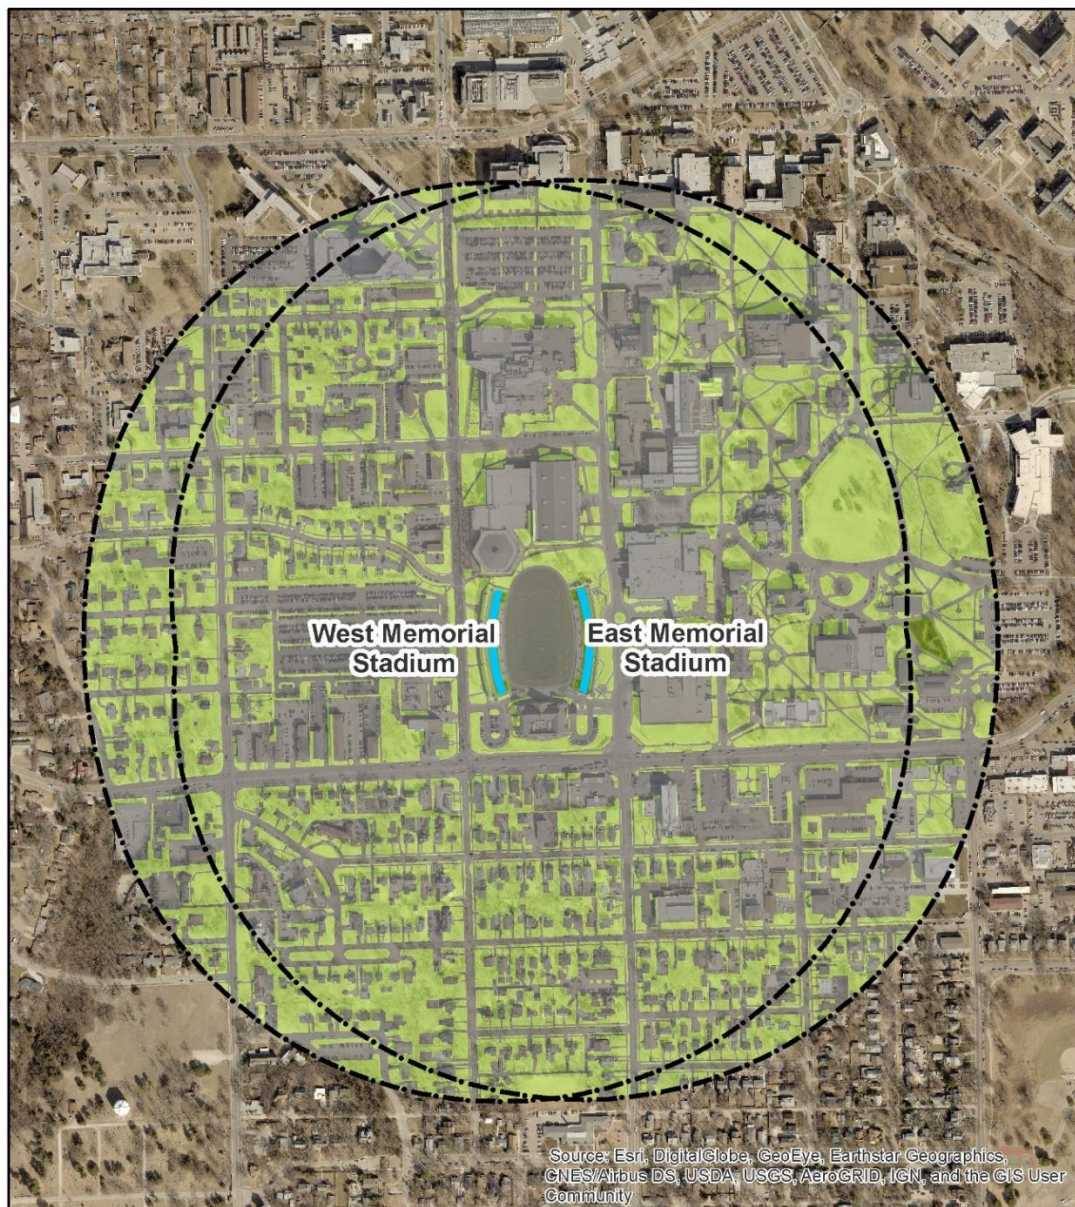 West Memorial
Stadium
East Memorial
Stadium
Source: Esri, DigitalGlobe, GeoEye, Earthstar Geographics,
CNES/Airbus DS, USDA, USGS, AeroGRID, IGN, and the GIS User
Community